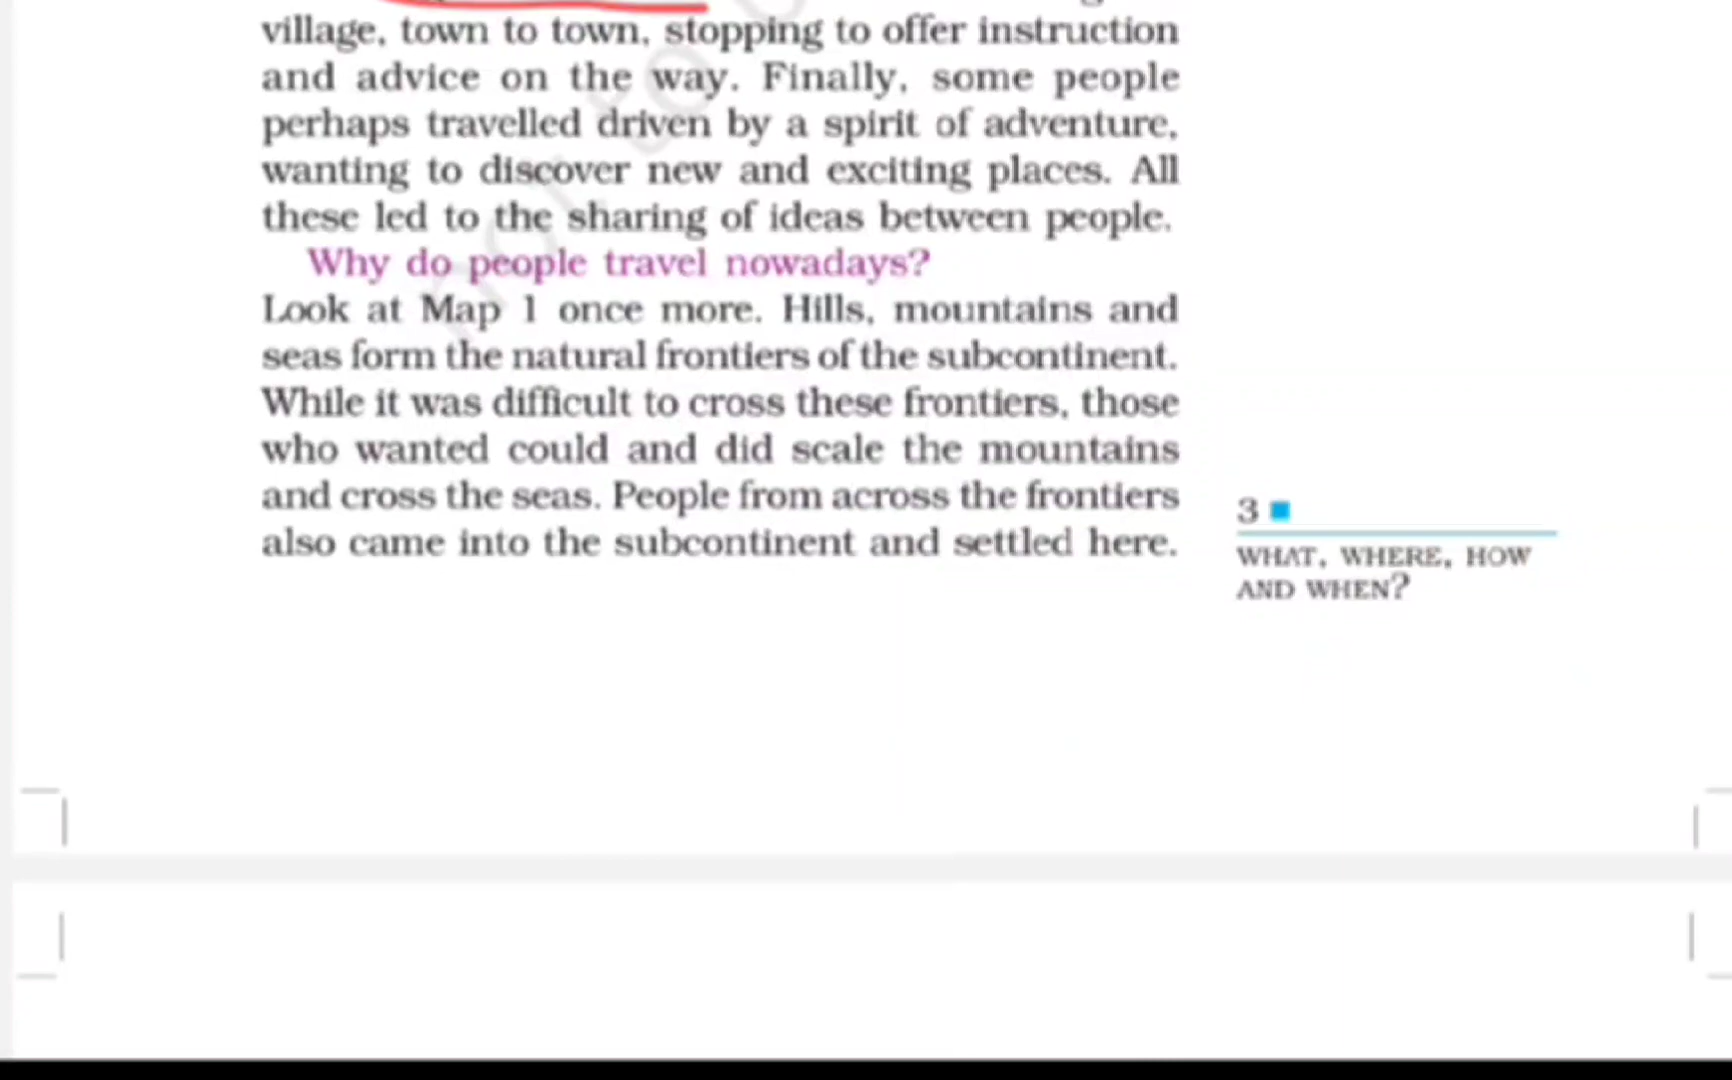 village, town to town, stopping to offer instruction
and advice on the way. Finally, some people
perhaps travelled driven by a spirit of adventure,
wanting to discover new and exciting places. All
these led to the sharing of ideas between people.
Why do people travel nowadays?
Look at Map 1 once more. Hills, mountains and
seas form the natural frontiers of the subcontinent.
While it was difficult to cross these frontiers, those
who wanted could and did scale the mountains
and cross the seas. People from across the frontiers
also came into the subcontinent and settled here.
3
WHAT, WHERE, HOW
AND WHEN?
not to